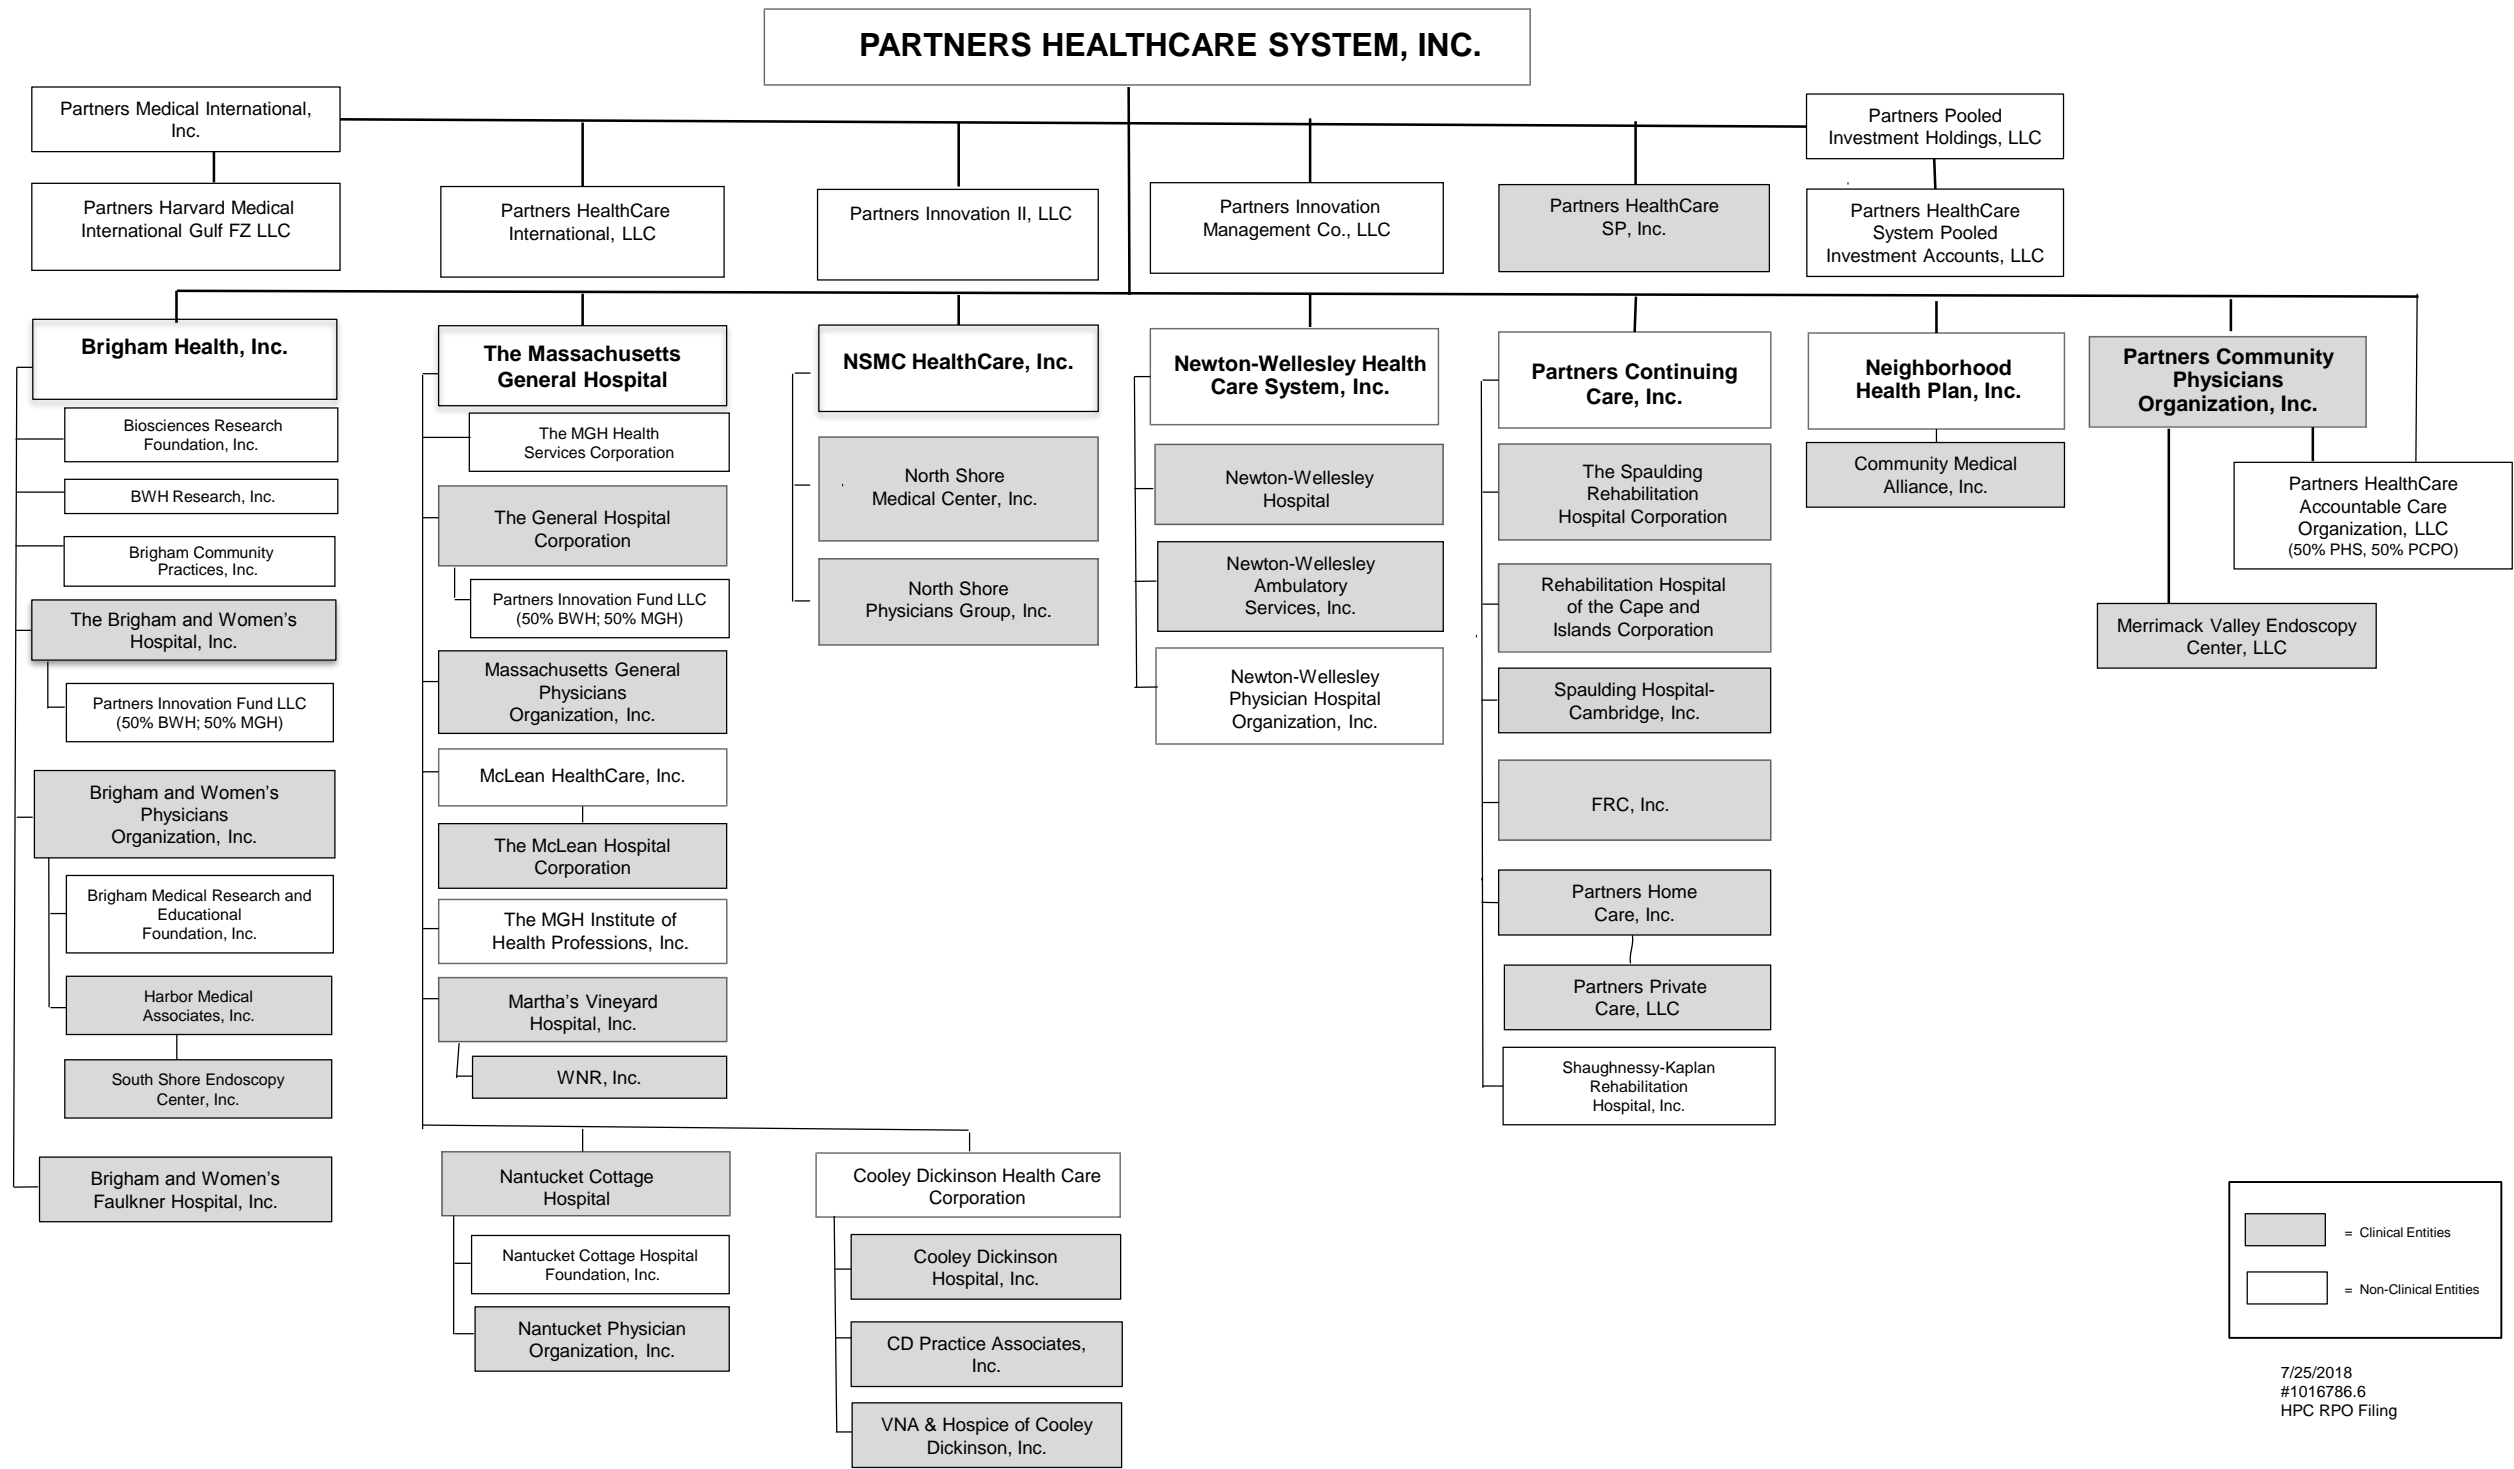 PARTNERS HEALTHCARE SYSTEM, INC.
Partners Medical International,
Inc.
Partners Pooled
Investment Holdings, LLC
Partners Harvard Medical
International Gulf FZ LLC
Partners HealthCare
International, LLC
Partners Innovation II, LLC
Partners Innovation
Management Co., LLC
Partners HealthCare
SP, Inc.
Partners HealthCare
System Pooled
Investment Accounts, LLC
Brigham Health, Inc.
Biosciences Research
Foundation, Inc.
BWH Research, Inc.
Brigham Community
Practices, Inc.
The Brigham and Women’s
Hospital, Inc.
Partners Innovation Fund LLC
(50% BWH; 50% MGH)
Brigham and Women’s
Physicians
Organization, Inc.
Brigham Medical Research and
Educational
Foundation, Inc.
Harbor Medical
Associates, Inc.
South Shore Endoscopy
Center, Inc.
Brigham and Women’s
Faulkner Hospital, Inc.
The Massachusetts
General Hospital
The MGH Health
Services Corporation
The General Hospital
Corporation
Partners Innovation Fund LLC
(50% BWH; 50% MGH)
Massachusetts General
Physicians
Organization, Inc.
McLean HealthCare, Inc.
The McLean Hospital
Corporation
The MGH Institute of
Health Professions, Inc.
Martha’s Vineyard
Hospital, Inc.
WNR, Inc.
Nantucket Cottage
Hospital
Nantucket Cottage Hospital
Foundation, Inc.
Nantucket Physician
Organization, Inc.
Cooley Dickinson Health Care
Corporation
Cooley Dickinson
Hospital, Inc.
CD Practice Associates,
Inc.
VNA & Hospice of Cooley
Dickinson, Inc.
NSMC HealthCare, Inc.
North Shore
Medical Center, Inc.
North Shore
Physicians Group, Inc.
Newton-Wellesley Health
Care System, Inc.
Newton-Wellesley
Hospital
Newton-Wellesley
Ambulatory
Services, Inc.
Newton-Wellesley
Physician Hospital
Organization, Inc.
Partners Continuing
Care, Inc.
The Spaulding
Rehabilitation
Hospital Corporation
Rehabilitation Hospital
of the Cape and
Islands Corporation
Spaulding Hospital-
Cambridge, Inc.
FRC, Inc.
Partners Home
Care, Inc.
Partners Private
Care, LLC
Shaughnessy-Kaplan
Rehabilitation
Hospital, Inc.
Neighborhood
Health Plan, Inc.
Community Medical
Alliance, Inc.
Partners Community
Physicians
Organization, Inc.
Partners HealthCare
Accountable Care
Organization, LLC
(50% PHS, 50% PCPO)
Merrimack Valley Endoscopy
Center, LLC
= Clinical Entities
= Non-Clinical Entities
7/25/2018
#1016786.6
HPC RPO Filing